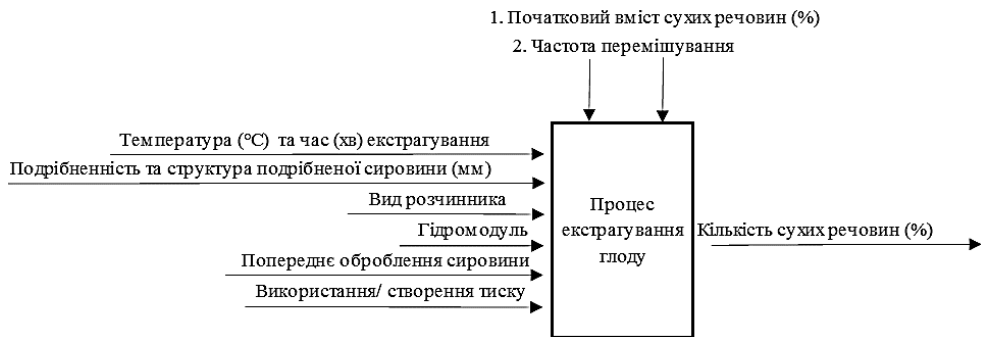 1. Початковий вміст сухих речовин (%)
2. Частота перемішування
Температура (°C) та час (хв) екстрагування
Подрібненність та структура подрібненої сировини (мм)
Вид розчинника
Гідромодуль
Попереднє оброблення сировини
Використання/ створення тиску
Процес
екстрагування
глоду
Кількість сухих речовин (%)